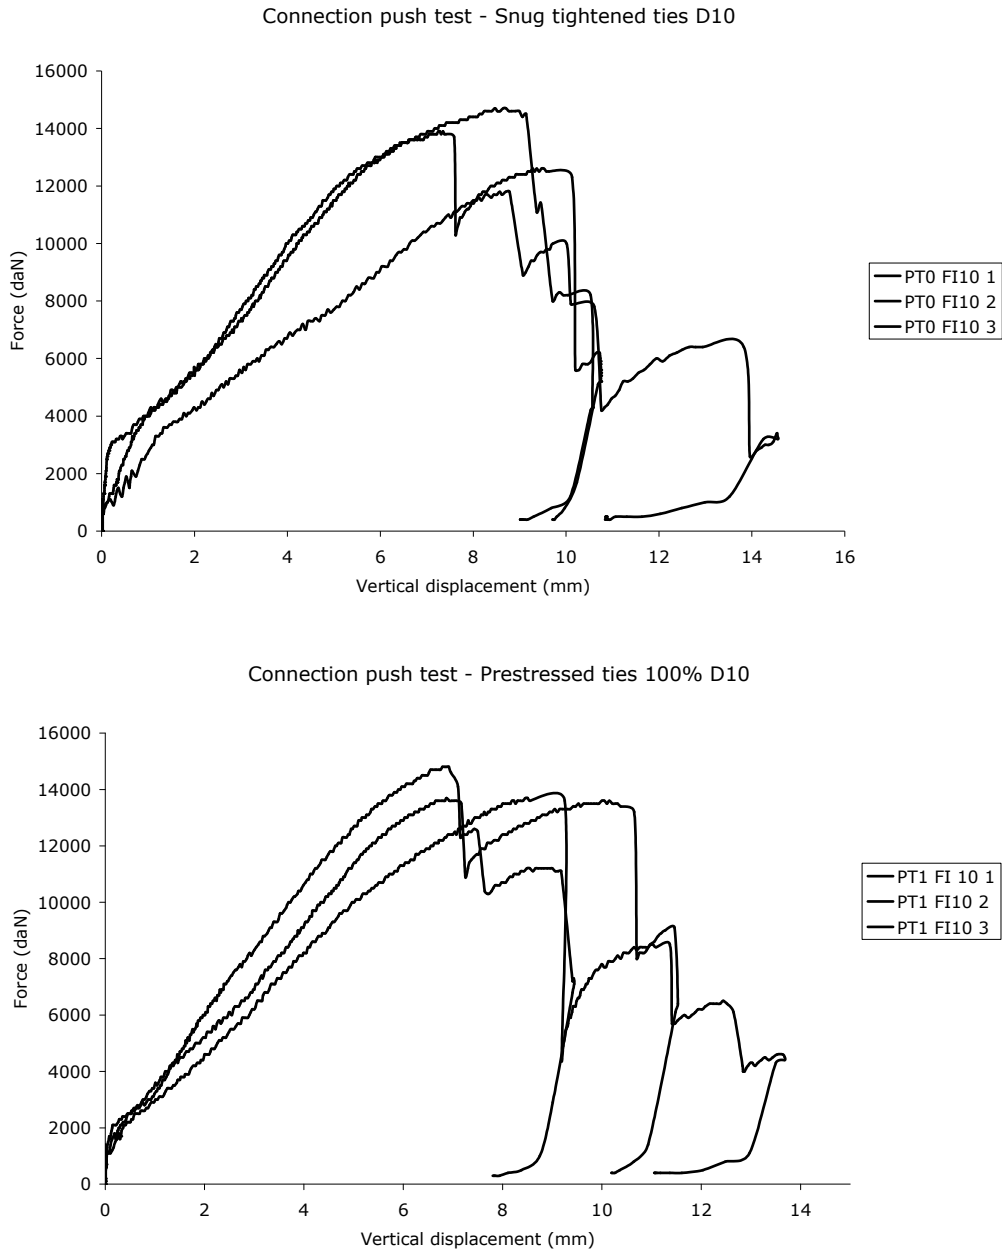 Connection push test - Snug tightened ties D10
16000
14000
12000
10000
8000
6000
4000
2000
0
Force (daN)
0 2 4 6 8 10 12 14 16
Vertical displacement (mm)
PT0 FI10 1
PT0 FI10 2
PT0 FI10 3
Connection push test - Prestressed ties 100% D10
16000
14000
12000
10000
8000
6000
4000
2000
0
Force (daN)
0 2 4 6 8 10 12 14
Vertical displacement (mm)
PT1 FI 10 1
PT1 FI10 2
PT1 FI10 3